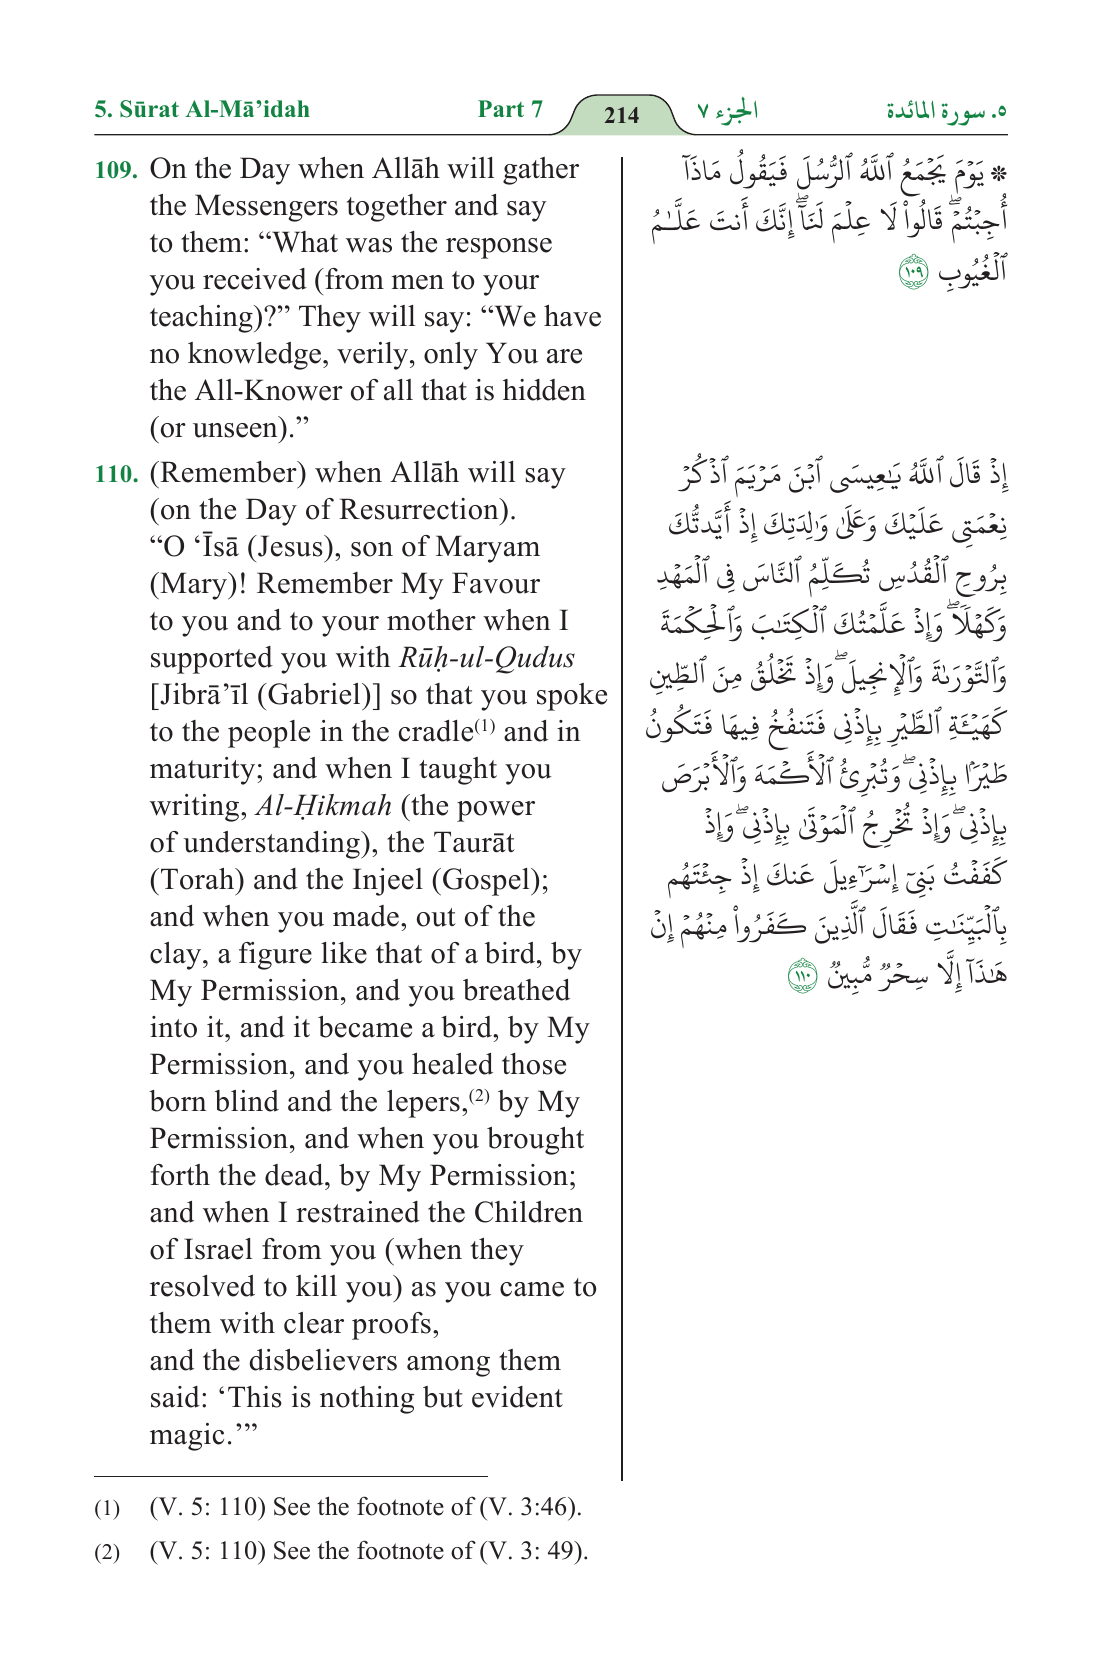 5. Sūrat Al-Mā’idah
Part 7
214
الجزء ٧
٥. سورة المائدة
109. On the Day when Allāh will gather
the Messengers together and say
to them: “What was the response
you received (from men to your
teaching)?” They will say: “We have
no knowledge, verily, only You are
the All-Knower of all that is hidden
(or unseen).”
۞ يَوۡمَ يَجۡمَعُ ٱللَّهُ ٱلرُّسُلَ فَيَقُولُ مَاذَآ
أُجِبۡتُمۡۖ قَالُواْ لَا عِلۡمَ لَنَآۖ إِنَّكَ أَنتَ عَلَّٰمُ
ٱلۡغُيُوبِ ١٠٩
110. (Remember) when Allāh will say
(on the Day of Resurrection).
“O ‘Īsā (Jesus), son of Maryam
(Mary)! Remember My Favour
to you and to your mother when I
supported you with Rūḥ-ul-Qudus
[Jibrā’īl (Gabriel)] so that you spoke
to the people in the cradle(1) and in
maturity; and when I taught you
writing, Al-Ḥikmah (the power
of understanding), the Taurāt
(Torah) and the Injeel (Gospel);
and when you made, out of the
clay, a figure like that of a bird, by
My Permission, and you breathed
into it, and it became a bird, by My
Permission, and you healed those
born blind and the lepers,(2) by My
Permission, and when you brought
forth the dead, by My Permission;
and when I restrained the Children
of Israel from you (when they
resolved to kill you) as you came to
them with clear proofs,
and the disbelievers among them
said: ‘This is nothing but evident
magic.’”
إِذۡ قَالَ ٱللَّهُ يَٰعِيسَى ٱبۡنَ مَرۡيَمَ ٱذۡكُرۡ
نِعۡمَتِي عَلَيۡكَ وَعَلَىٰ وَٰلِدَتِكَ إِذۡ أَيَّدتُّكَ
بِرُوحِ ٱلۡقُدُسِ تُكَلِّمُ ٱلنَّاسَ فِي ٱلۡمَهۡدِ
وَكَهۡلٗاۖ وَإِذۡ عَلَّمۡتُكَ ٱلۡكِتَٰبَ وَٱلۡحِكۡمَةَ
وَٱلتَّوۡرَىٰةَ وَٱلۡإِنجِيلَۖ وَإِذۡ تَخۡلُقُ مِنَ ٱلطِّينِ
كَهَيۡـَٔةِ ٱلطَّيۡرِ بِإِذۡنِي فَتَنفُخُ فِيهَا فَتَكُونُ
طَيۡرَۢا بِإِذۡنِيۖ وَتُبۡرِئُ ٱلۡأَكۡمَهَ وَٱلۡأَبۡرَصَ
بِإِذۡنِيۖ وَإِذۡ تُخۡرِجُ ٱلۡمَوۡتَىٰ بِإِذۡنِيۖ وَإِذۡ
كَفَفۡتُ بَنِيٓ إِسۡرَٰٓءِيلَ عَنكَ إِذۡ جِئۡتَهُم
بِٱلۡبَيِّنَٰتِ فَقَالَ ٱلَّذِينَ كَفَرُواْ مِنۡهُمۡ إِنۡ
هَٰذَآ إِلَّا سِحۡرٞ مُّبِينٞ ١١٠
(1) (V. 5: 110) See the footnote of (V. 3:46).
(2) (V. 5: 110) See the footnote of (V. 3: 49).